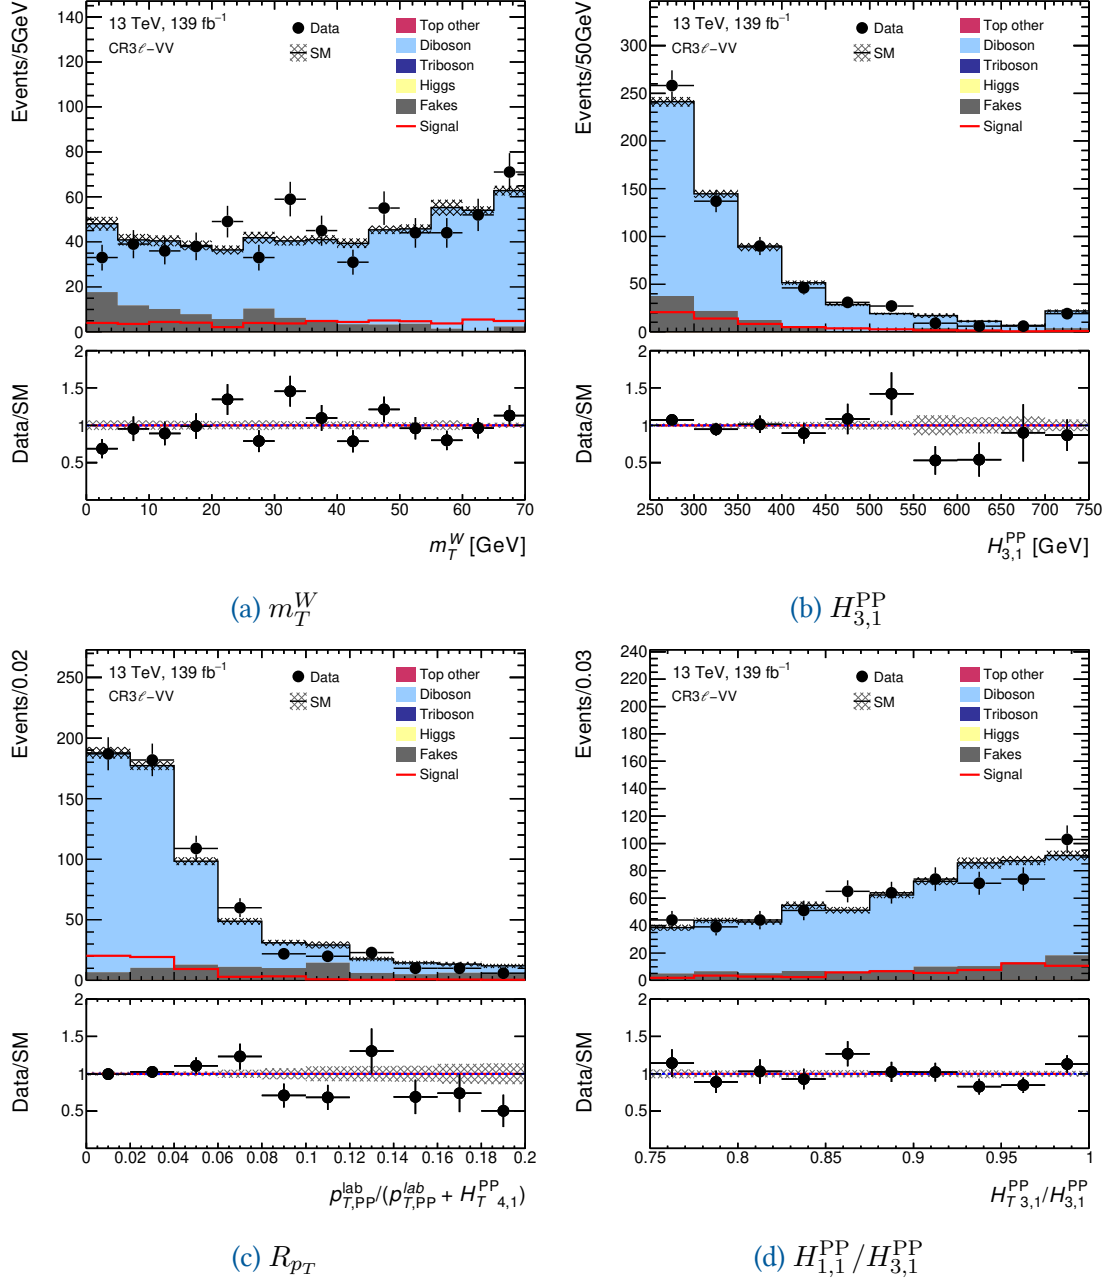 13 TeV, 139 fb⁻¹
CR3ℓ−VV
Data
SM
Top other
Diboson
Triboson
Higgs
Fakes
Signal
Events/5GeV
140
120
100
80
60
40
20
0
Data/SM
2
1.5
1
0.5
0 10 20 30 40 50 60 70
m_T^W [GeV]
(a) m_T^W
13 TeV, 139 fb⁻¹
CR3ℓ−VV
Data
SM
Top other
Diboson
Triboson
Higgs
Fakes
Signal
Events/50GeV
300
250
200
150
100
50
0
Data/SM
2
1.5
1
0.5
250 300 350 400 450 500 550 600 650 700 750
H_{3,1}^{PP} [GeV]
(b) H_{3,1}^{PP}
13 TeV, 139 fb⁻¹
CR3ℓ−VV
Data
SM
Top other
Diboson
Triboson
Higgs
Fakes
Signal
Events/0.02
250
200
150
100
50
0
Data/SM
2
1.5
1
0.5
0 0.02 0.04 0.06 0.08 0.1 0.12 0.14 0.16 0.18 0.2
p_{T,PP}^{lab}/(p_{T,PP}^{lab} + H_{T 4,1}^{PP})
(c) R_{p_T}
13 TeV, 139 fb⁻¹
CR3ℓ−VV
Data
SM
Top other
Diboson
Triboson
Higgs
Fakes
Signal
Events/0.03
240
220
200
180
160
140
120
100
80
60
40
20
0
Data/SM
2
1.5
1
0.5
0.75 0.8 0.85 0.9 0.95 1
H_{T 3,1}^{PP}/H_{3,1}^{PP}
(d) H_{1,1}^{PP}/H_{3,1}^{PP}